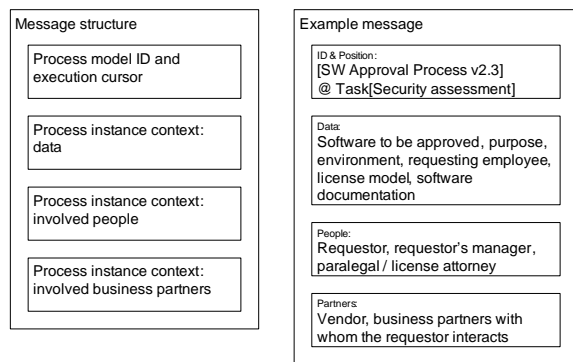 Message structure
Process model ID and
execution cursor
Process instance context:
data
Process instance context:
involved people
Process instance context:
involved business partners
Example message
ID & Position:
[SW Approval Process v2.3]
@ Task[Security assessment]
Data:
Software to be approved, purpose,
environment, requesting employee,
license model, software
documentation
People:
Requestor, requestor's manager,
paralegal / license attorney
Partners:
Vendor, business partners with
whom the requestor interacts